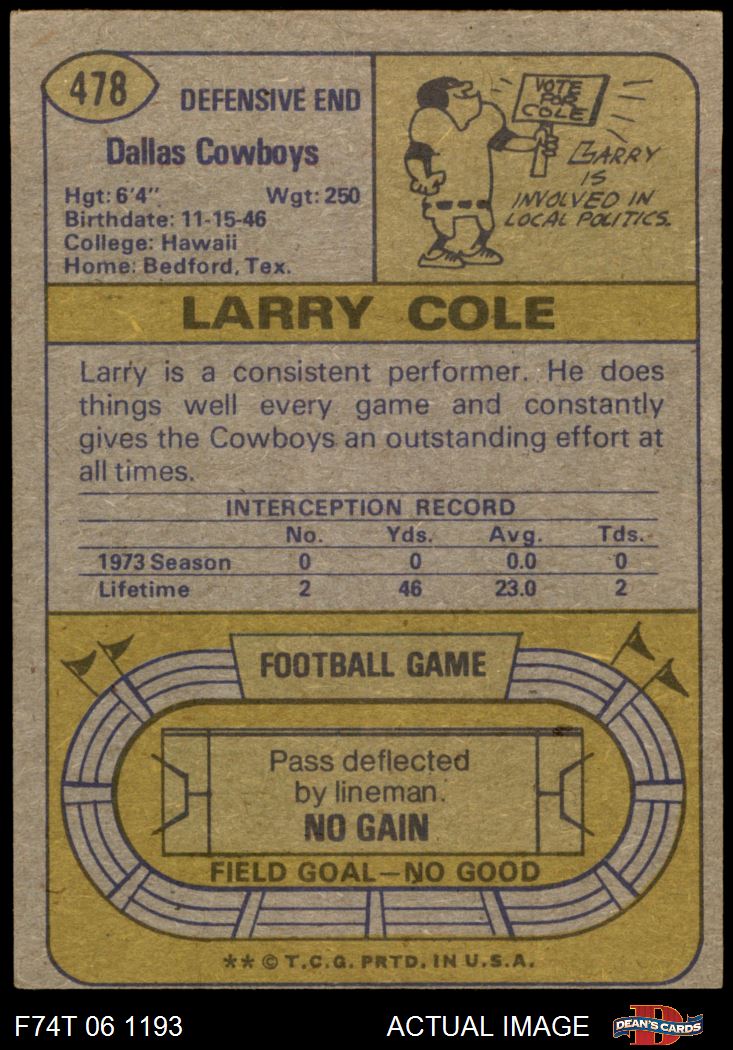 478
DEFENSIVE END
Dallas Cowboys
Hgt: 6'4". Wgt: 250
Birthdate: 11-15-46
College: Hawaii
Home: Bedford, Tex.
VOTE
FOR
COLE
LARRY
IS
INVOLVED IN
LOCAL POLITICS.
LARRY COLE
Larry is a consistent performer. He does
things well every game and constantly
gives the Cowboys an outstanding effort at
all times.
INTERCEPTION RECORD
No. Yds. Avg. Tds.
1973 Season 0 0 0.0 0
Lifetime 2 46 23.0 2
FOOTBALL GAME
Pass deflected
by lineman.
NO GAIN
FIELD GOAL—NO GOOD
** © T.C.G. PRTD. IN U.S.A.
F74T 06 1193 ACTUAL IMAGE
D
DEAN'S CARDS